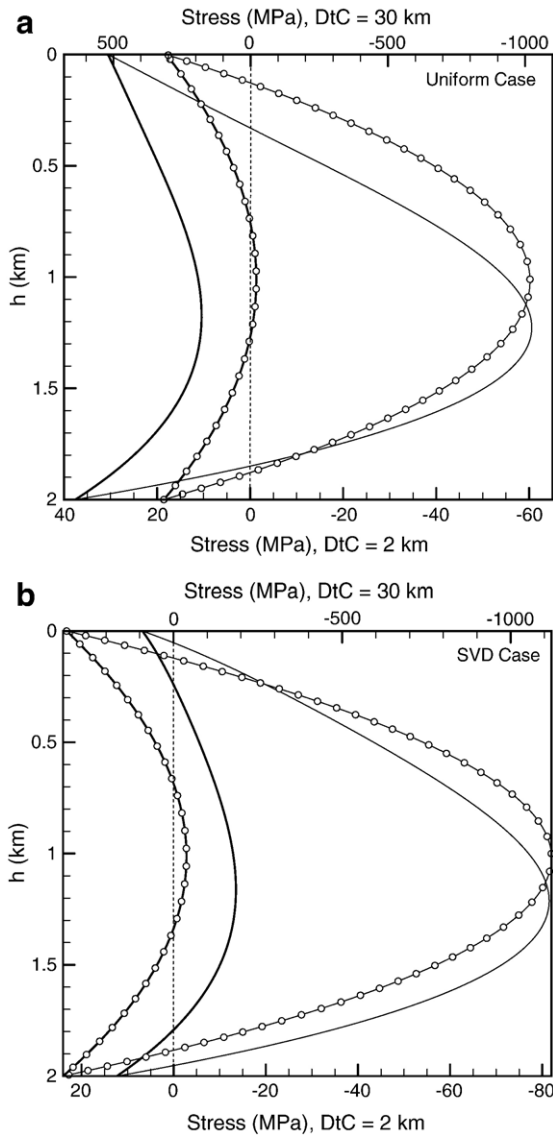 a
Stress (MPa), DtC = 30 km
500 0 -500 -1000
Uniform Case
0
0.5
1
1.5
2
h (km)
40 20 0 -20 -40 -60
Stress (MPa), DtC = 2 km
b
Stress (MPa), DtC = 30 km
500 0 -500 -1000
SVD Case
0
0.5
1
1.5
2
h (km)
20 0 -20 -40 -60 -80
Stress (MPa), DtC = 2 km